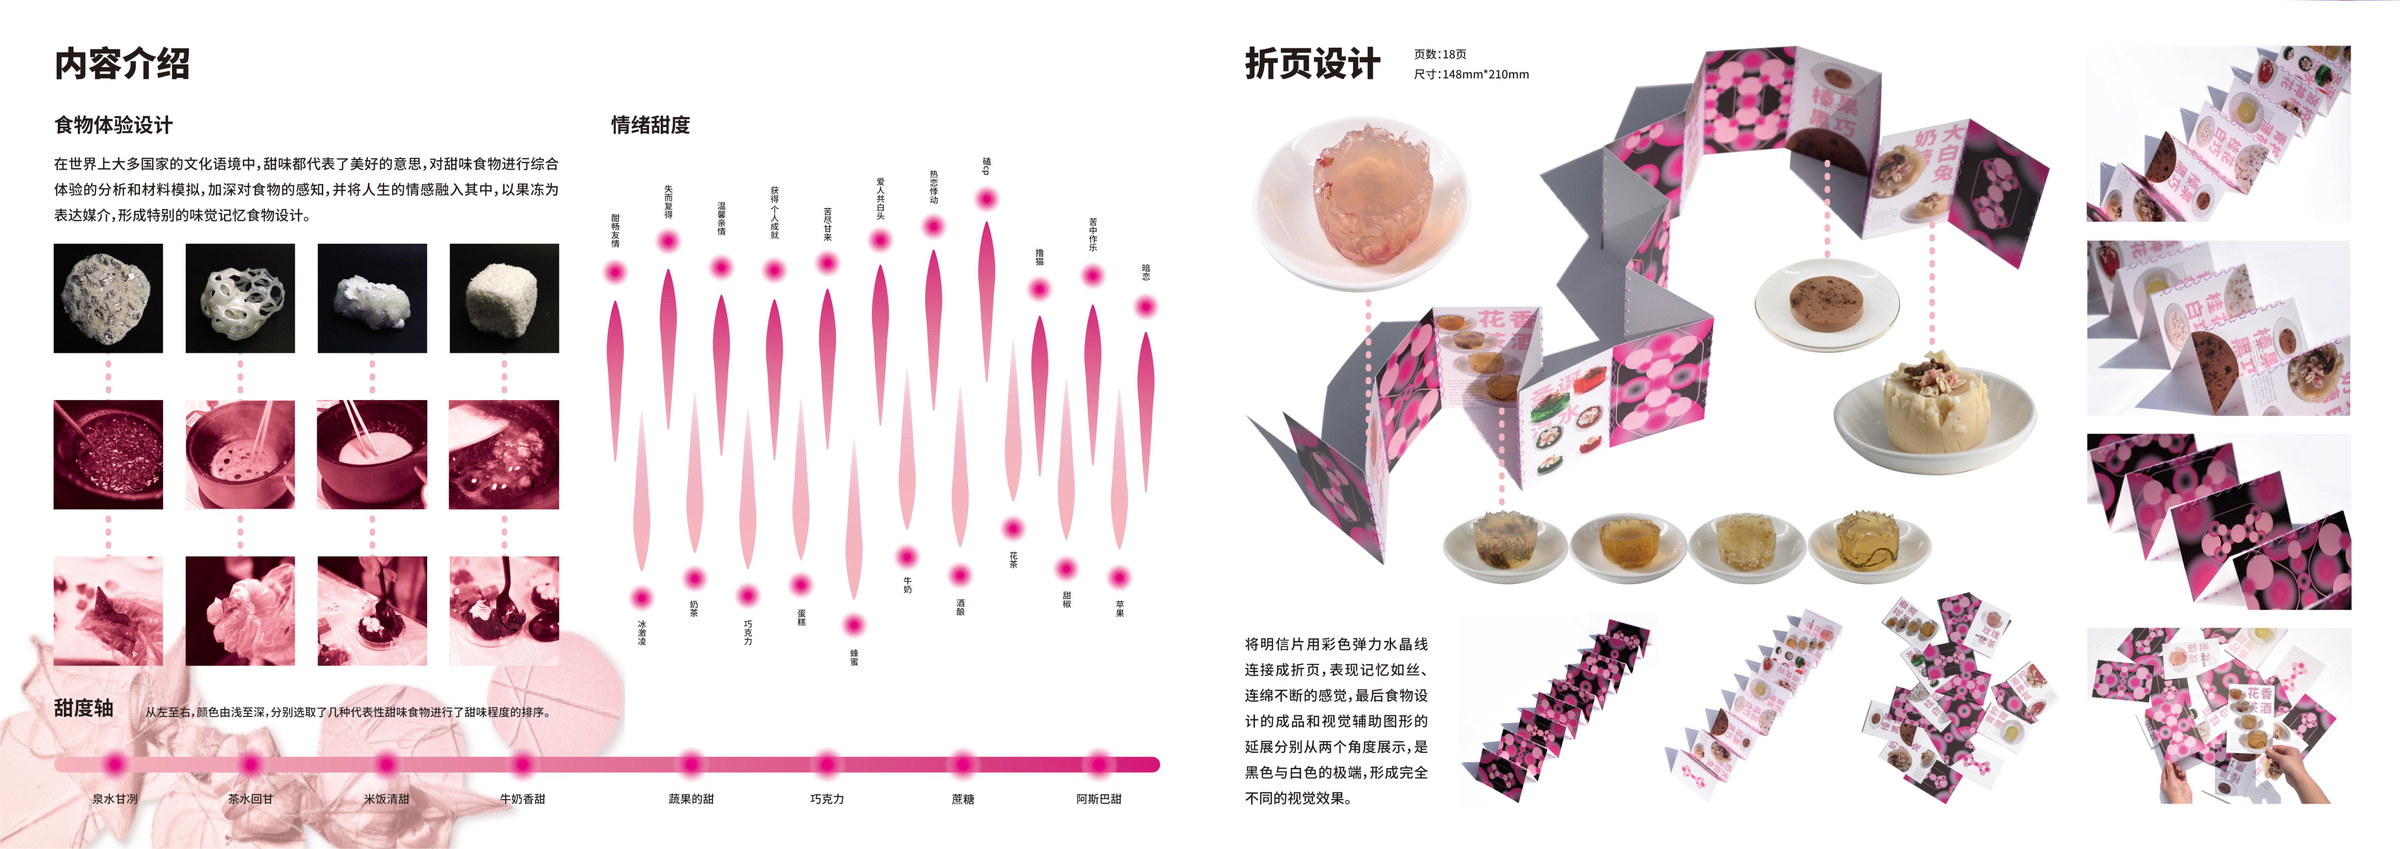 内容介绍
食物体验设计
在世界上大多国家的文化语境中，甜味都代表了美好的意思，对甜味食物进行综合
体验的分析和材料模拟，加深对食物的感知，并将人生的情感融入其中，以果冻为
表达媒介，形成特别的味觉记忆食物设计。
情绪甜度
酣畅友情
失而复得
温馨亲情
获得个人成就
苦尽甘来
爱人共白头
热恋悸动
磕cp
撸猫
苦中作乐
暗恋
冰激凌
奶茶
巧克力
蛋糕
蜂蜜
牛奶
酒酿
花茶
甜椒
苹果
甜度轴
从左至右，颜色由浅至深，分别选取了几种代表性甜味食物进行了甜味程度的排序。
泉水甘冽
茶水回甘
米饭清甜
牛奶香甜
蔬果的甜
巧克力
蔗糖
阿斯巴甜
折页设计
页数：18页
尺寸：148mm*210mm
榛果
黑巧
大白兔
奶
花香
酒
将明信片用彩色弹力水晶线
连接成折页，表现记忆如丝、
连绵不断的感觉，最后食物设
计的成品和视觉辅助图形的
延展分别从两个角度展示，是
黑色与白色的极端，形成完全
不同的视觉效果。